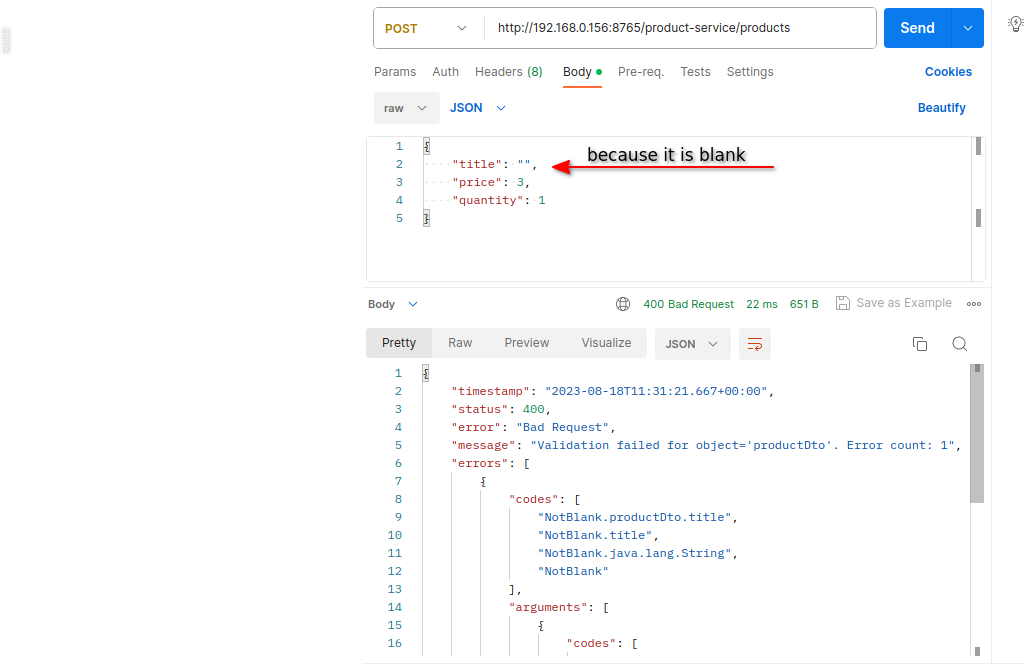 POST http://192.168.0.156:8765/product-service/products Send
Params Auth Headers (8) Body Pre-req. Tests Settings Cookies
raw JSON Beautify
1 {
because it is blank
2 "title": "",
3 "price": 3,
4 "quantity": 1
5 }
Body 400 Bad Request 22 ms 651 B Save as Example
Pretty Raw Preview Visualize JSON
1 {
2 "timestamp": "2023-08-18T11:31:21.667+00:00",
3 "status": 400,
4 "error": "Bad Request",
5 "message": "Validation failed for object='productDto'. Error count: 1",
6 "errors": [
7 {
8 "codes": [
9 "NotBlank.productDto.title",
10 "NotBlank.title",
11 "NotBlank.java.lang.String",
12 "NotBlank"
13 ],
14 "arguments": [
15 {
16 "codes": [